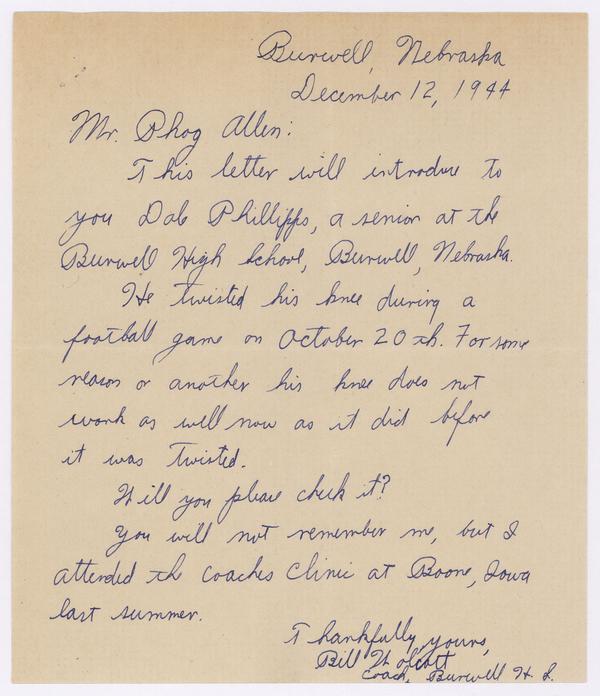 Burwell, Nebraska
December 12, 1944
Mr. Phog Allen:
This letter will introduce to
you Dale Phillipps, a senior at the
Burwell High School, Burwell, Nebraska.
He twisted his knee during a
football game on October 20th. For some
reason or another his knee does not
work as well now as it did before
it was twisted.
Will you please check it?
You will not remember me, but I
attended the coaches clinic at Boone, Iowa
last summer.
Thankfully yours,
Bill Wolcott
Coach, Burwell H. S.